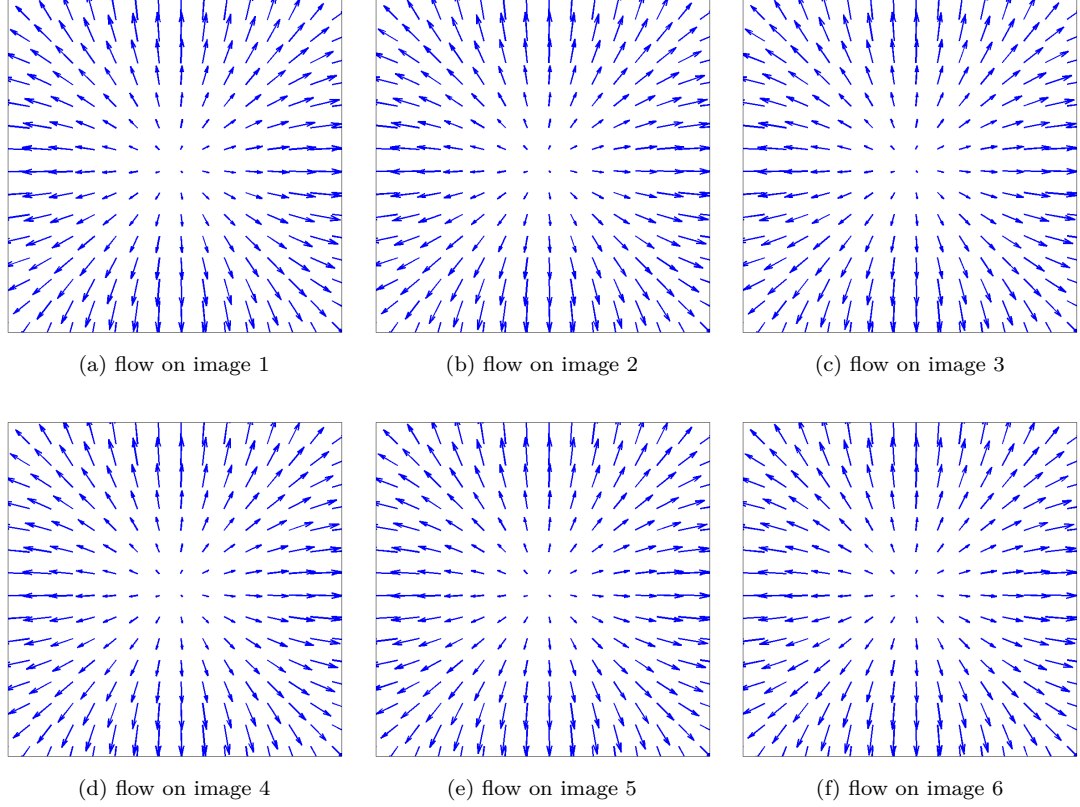 (a) flow on image 1
(b) flow on image 2
(c) flow on image 3
(d) flow on image 4
(e) flow on image 5
(f) flow on image 6